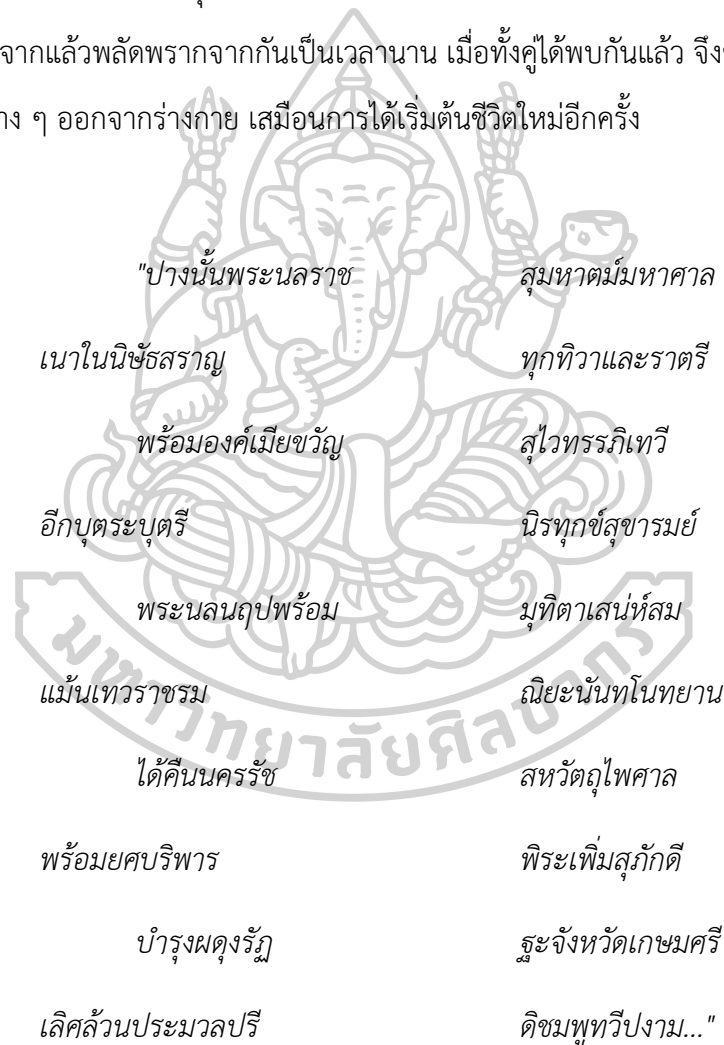 จากแล้วพลัดพรากจากกันเป็นเวลานาน เมื่อทั้งคู่ได้พบกันแล้ว จึง
ง ๆ ออกจากร่างกาย เสมือนการได้เริ่มต้นชีวิตใหม่อีกครั้ง
"ปางนั้นพระนลราช สุมหาตม์มหาศาล
เนาในนิษัธสราญ ทุกทิวาและราตรี
พร้อมองค์เมียขวัญ สุไวทรรภิเทวี
อีกบุตระบุตรี นิรทุกข์สุขารมย์
พระนลนฤปพร้อม มุทิตาเสน่ห์สม
แม้นเทวราชรม ณิยะนันทโนทยาน
ได้คืนนครรัช สหวัตถุไพศาล
พร้อมยศบริพาร พิระเพิ่มสุภักดี
บำรุงผดุงรัฏ ฐะจังหวัดเกษมศรี
เลิศล้วนประมวลปรี ดิชมพูทวีปงาม..."
มหาวิทยาลัยศิลปากร